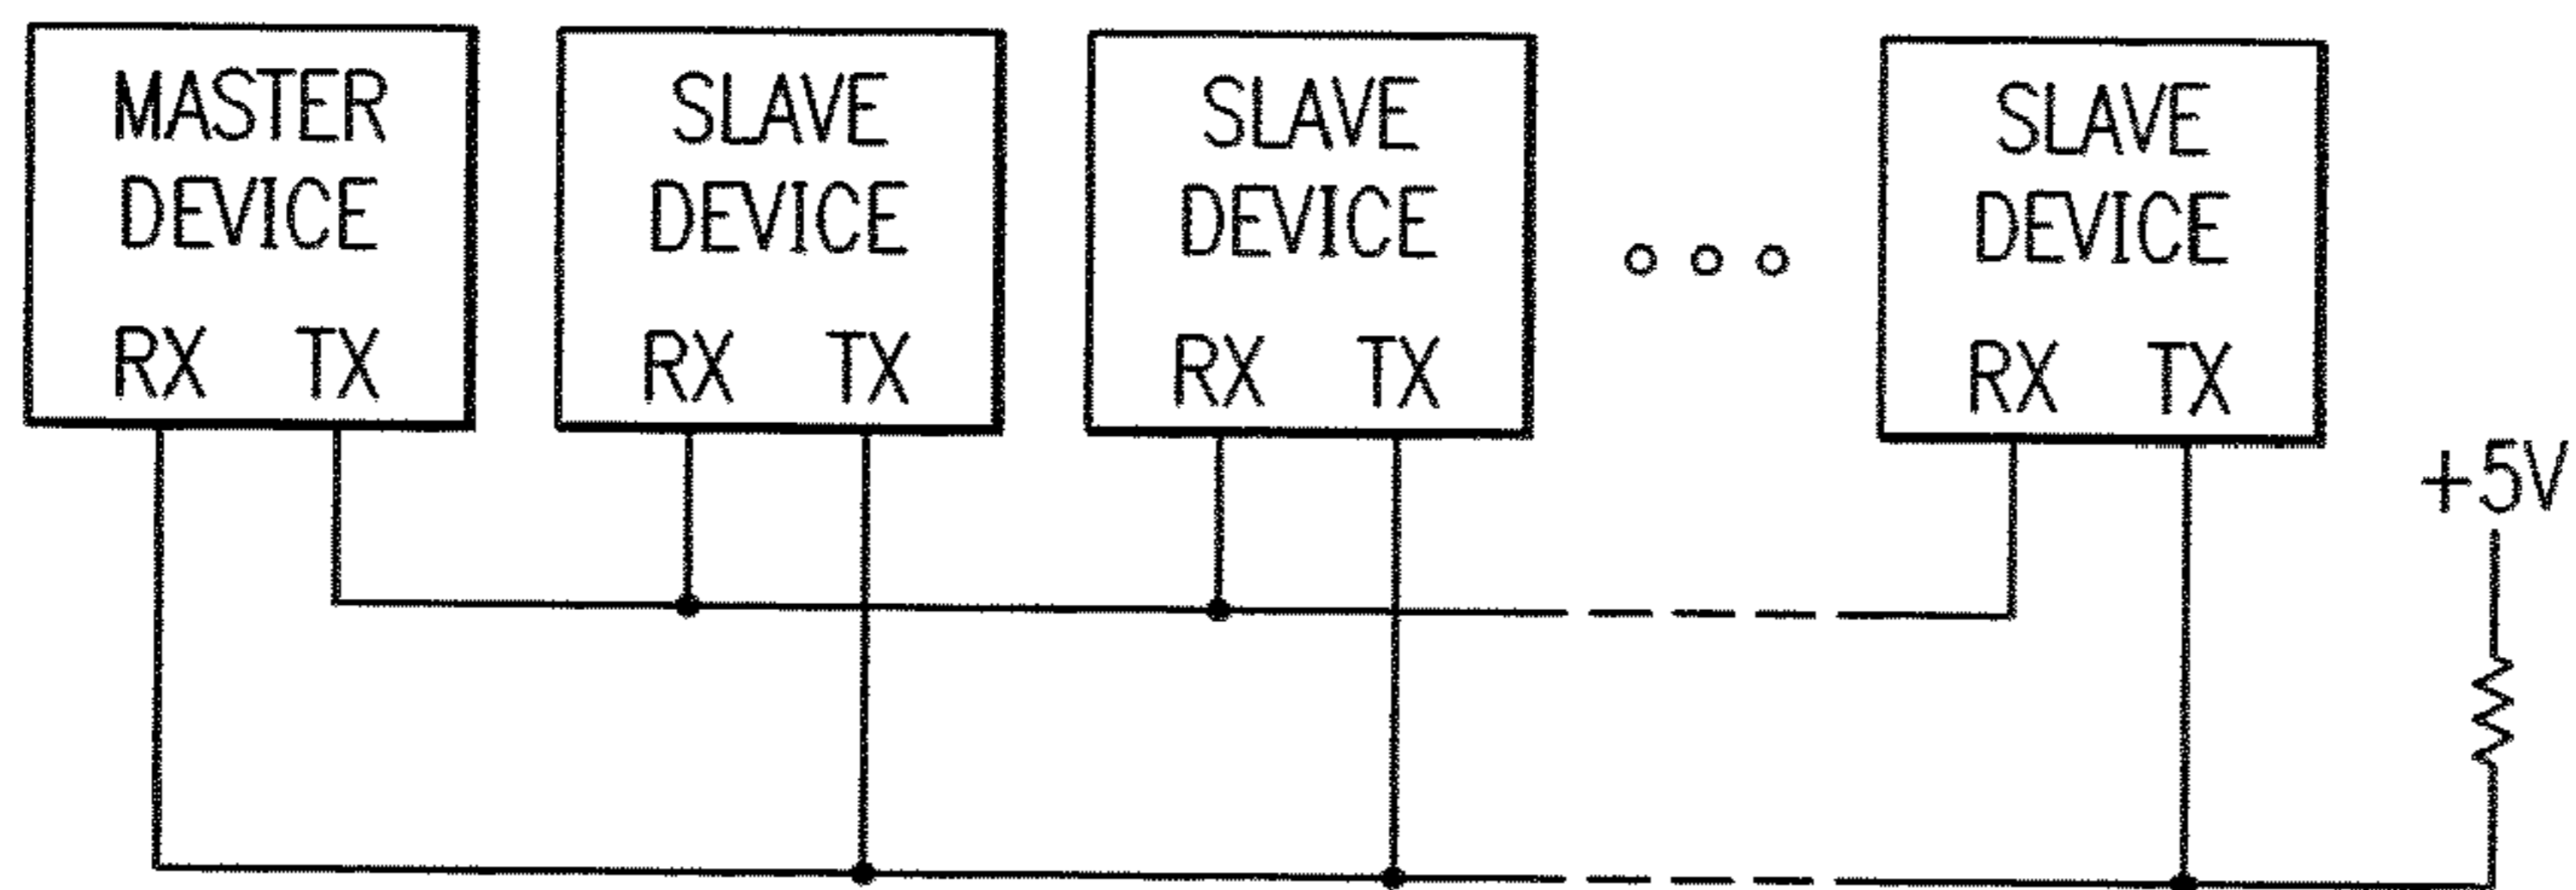 MASTER
DEVICE
RX TX
SLAVE
DEVICE
RX TX
SLAVE
DEVICE
RX TX
SLAVE
DEVICE
RX TX
+5V